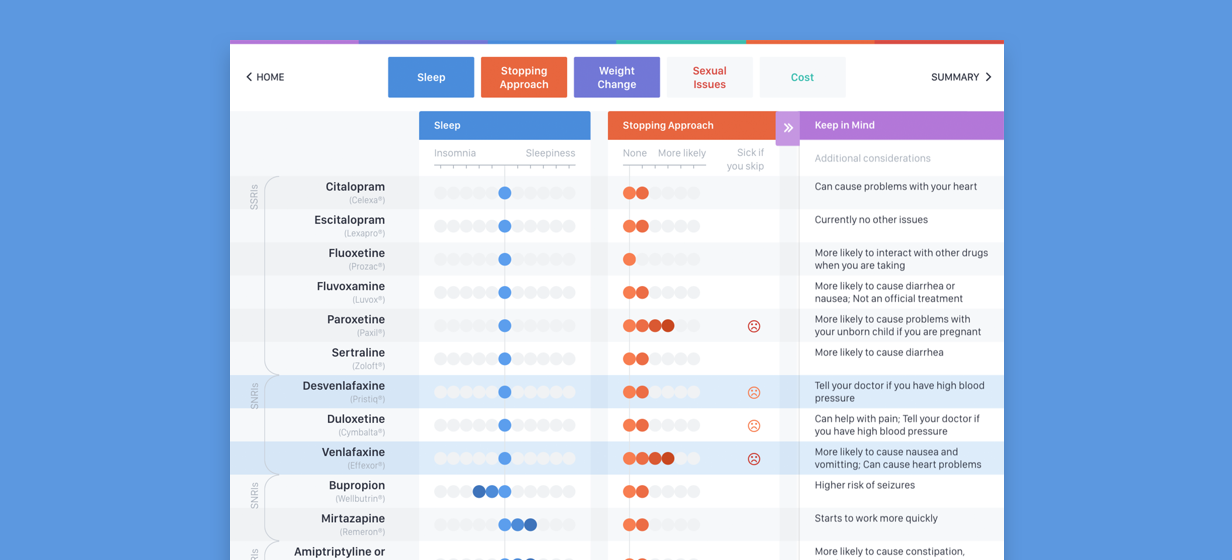 HOME
Sleep
Stopping
Approach
Weight
Change
Sexual
Issues
Cost
SUMMARY
Sleep
Stopping Approach
Keep in Mind
Insomnia
Sleepiness
None
More likely
Sick if
you skip
Additional considerations
SSRIs
Citalopram
(Celexa®)
Can cause problems with your heart
Escitalopram
(Lexapro®)
Currently no other issues
Fluoxetine
(Prozac®)
More likely to interact with other drugs
when you are taking
Fluvoxamine
(Luvox®)
More likely to cause diarrhea or
nausea; Not an official treatment
Paroxetine
(Paxil®)
More likely to cause problems with
your unborn child if you are pregnant
Sertraline
(Zoloft®)
More likely to cause diarrhea
SNRIs
Desvenlafaxine
(Pristiq®)
Tell your doctor if you have high blood
pressure
Duloxetine
(Cymbalta®)
Can help with pain; Tell your doctor if
you have high blood pressure
Venlafaxine
(Effexor®)
More likely to cause nausea and
vomitting; Can cause heart problems
SNRIs
Bupropion
(Wellbutrin®)
Higher risk of seizures
Mirtazapine
(Remeron®)
Starts to work more quickly
Amiptriptyline or
More likely to cause constipation,